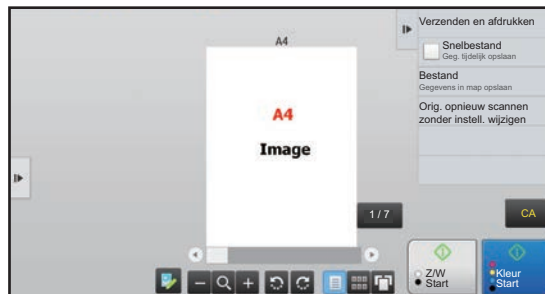 A4
A4
Image
1 / 7
Verzenden en afdrukken
Snelbestand
Geg. tijdelijk opslaan
Bestand
Gegevens in map opslaan
Orig. opnieuw scannen
zonder instell. wijzigen
CA
Z/W
Start
Kleur
Start